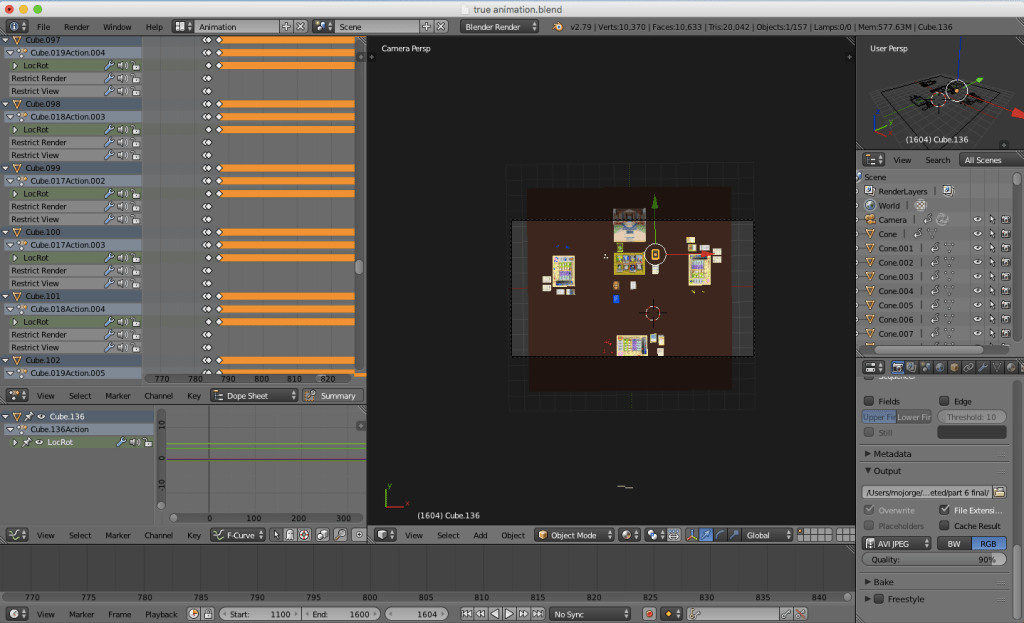 true animation.blend
File Render Window Help Animation Scene Blender Render v2.79 | Verts:10,370 | Faces:10,633 | Tris:20,042 | Objects:1/157 | Lamps:0/0 | Mem:577.63M | Cube.136
Cube.097
Cube.019Action.004
LocRot
Restrict Render
Restrict View
Cube.098
Cube.018Action.003
LocRot
Restrict Render
Restrict View
Cube.099
Cube.017Action.002
LocRot
Restrict Render
Restrict View
Cube.100
Cube.017Action.003
LocRot
Restrict Render
Restrict View
Cube.101
Cube.018Action.004
LocRot
Restrict Render
Restrict View
Cube.102
Cube.019Action.005
770 780 790 800 810 820
View Select Marker Channel Key Dope Sheet Summary
Cube.136
Cube.136Action
LocRot
10
0
-10
0 100 200 300
View Select Marker Channel Key F-Curve
Camera Persp
y
x
(1604) Cube.136
View Select Add Object Object Mode Global
User Persp
(1604) Cube.136
View Search All Scenes
Scene
RenderLayers
World
Camera
Cone
Cone.001
Cone.002
Cone.003
Cone.004
Cone.005
Cone.006
Cone.007
Sequencer
Fields Edge
Upper Fir Lower Fir Threshold: 10
Still
Metadata
Output
/Users/mojorge/...eted/part 6 final/
Overwrite File Extensi...
Placeholders Cache Result
AVI JPEG BW RGB
Quality: 90%
Bake
Freestyle
770 775 780 785 790 795 800 805 810 815 820 825 830 835 840
View Marker Frame Playback Start: 1100 End: 1600 1604 No Sync